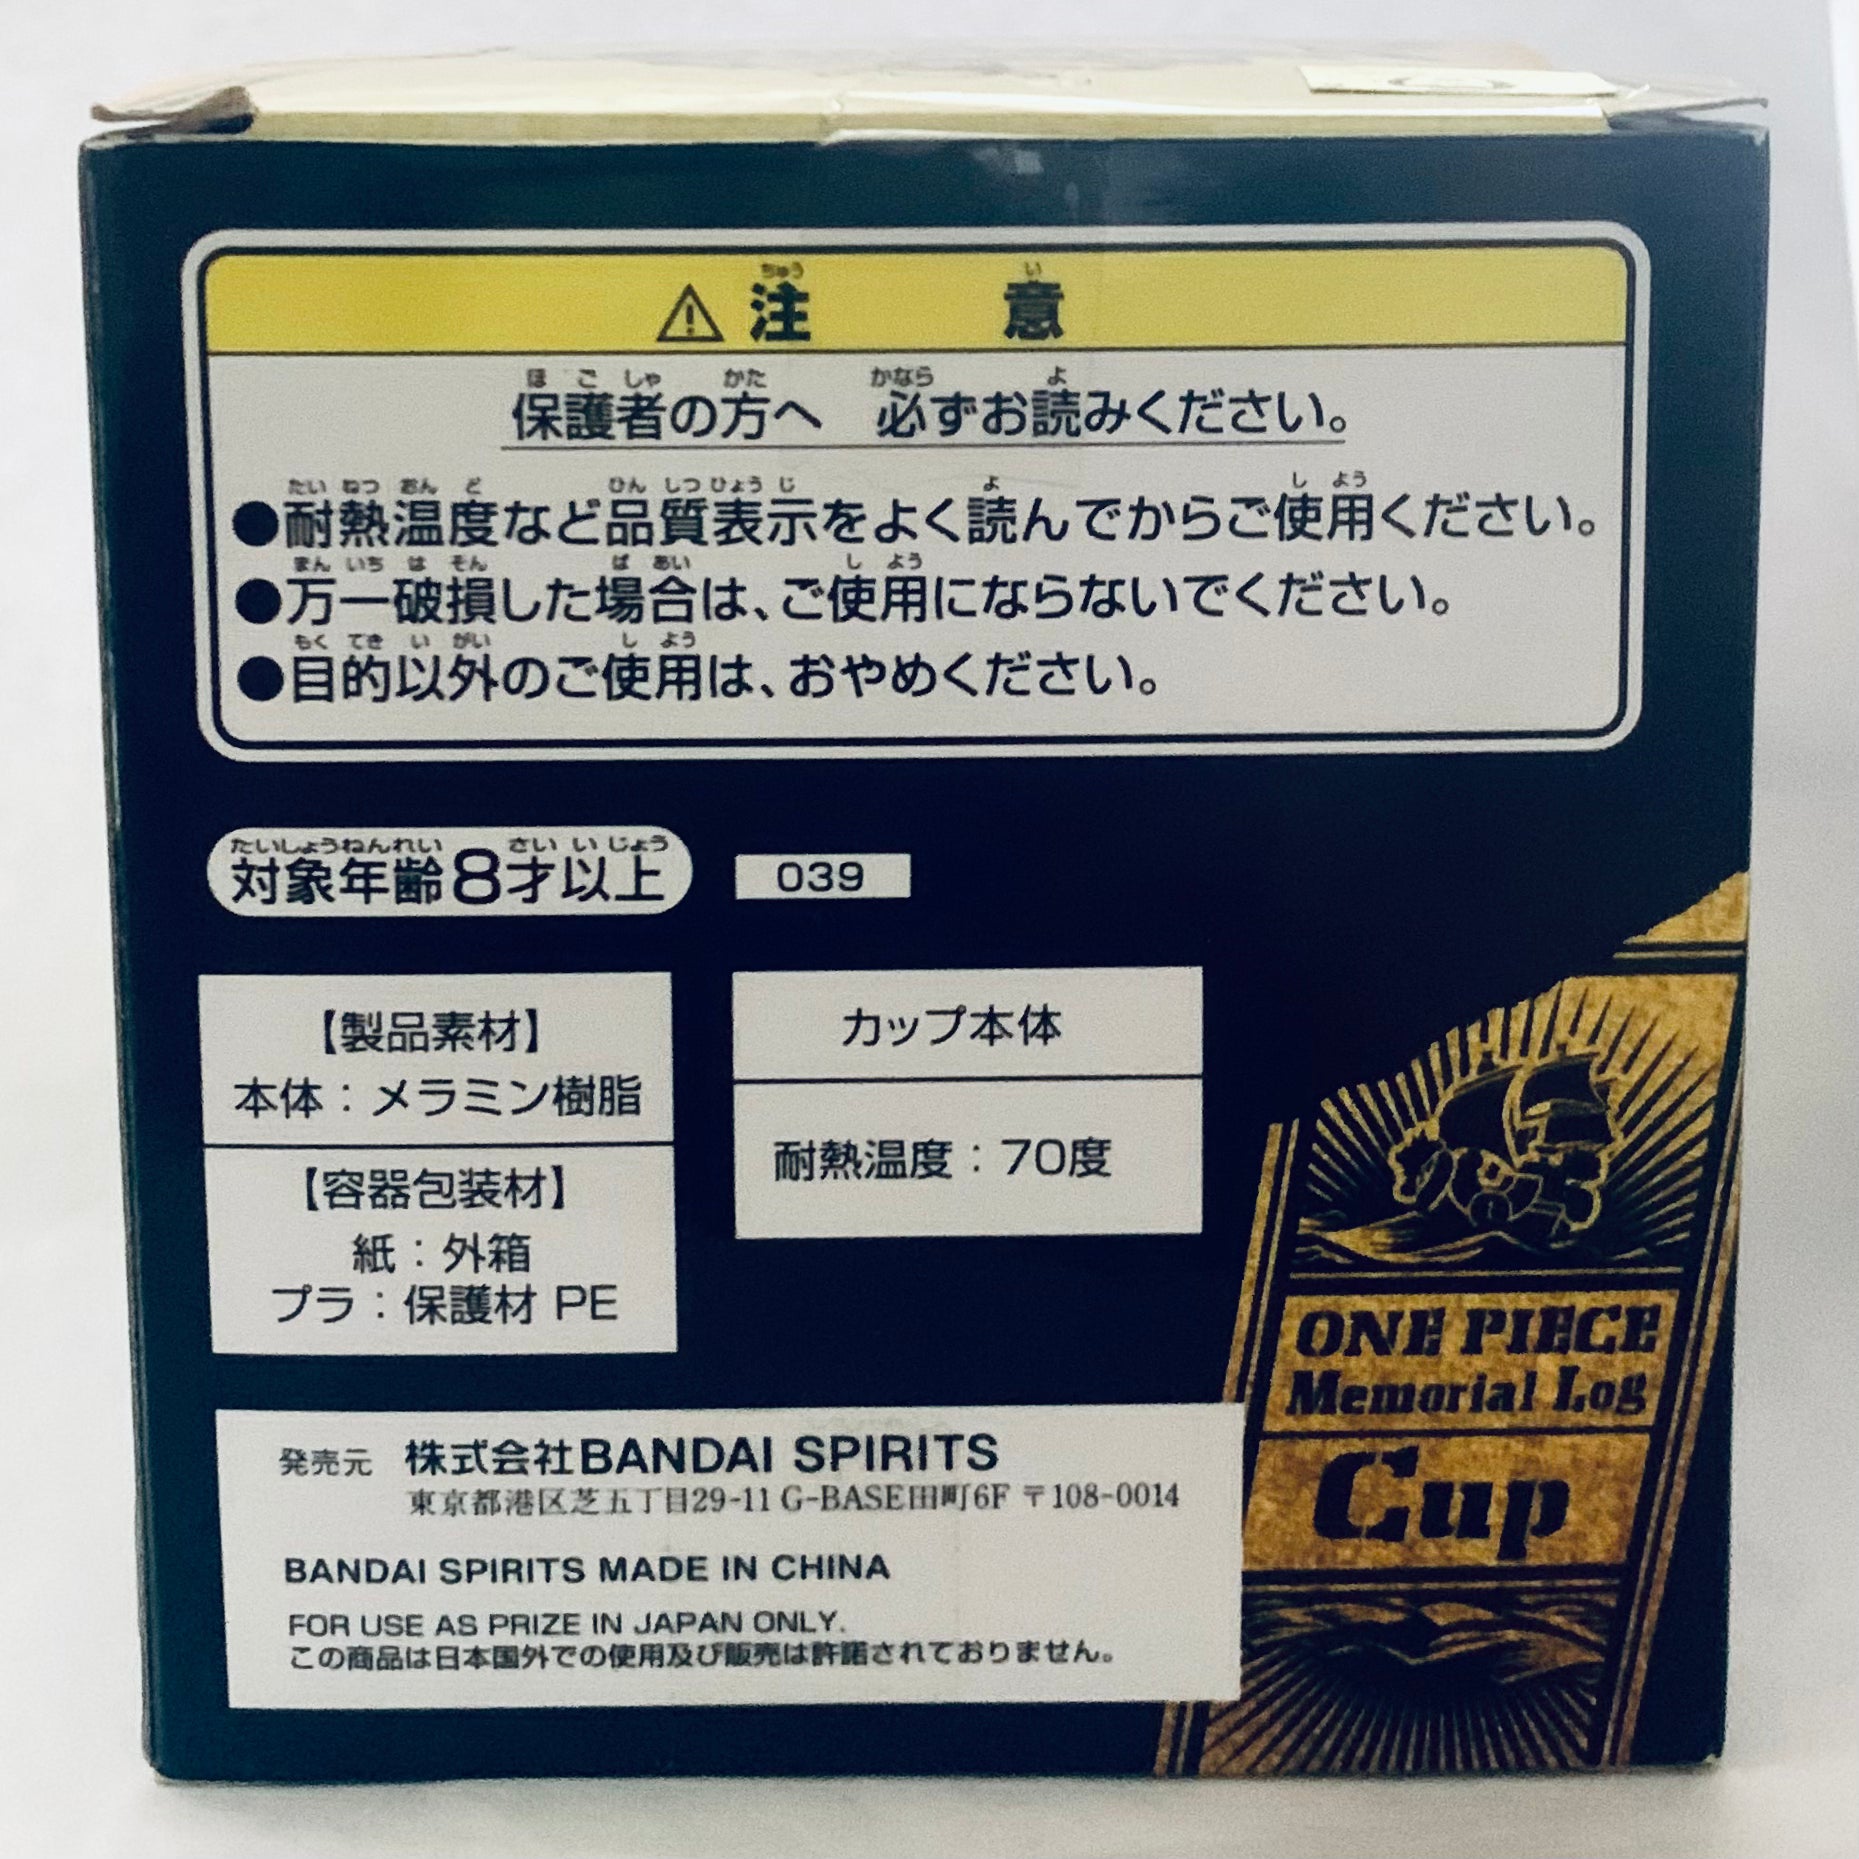 ⚠ 注 意
保護者の方へ 必ずお読みください。
●耐熱温度など品質表示をよく読んでからご使用ください。
●万一破損した場合は、ご使用にならないでください。
●目的以外のご使用は、おやめください。
対象年齢8才以上
039
【製品素材】
本体：メラミン樹脂
【容器包装材】
紙：外箱
プラ：保護材 PE
カップ本体
耐熱温度：70度
ONE PIECE
Memorial Log
Cup
発売元 株式会社BANDAI SPIRITS
東京都港区芝五丁目29-11 G-BASE田町6F 〒108-0014
BANDAI SPIRITS MADE IN CHINA
FOR USE AS PRIZE IN JAPAN ONLY.
この商品は日本国外での使用及び販売は許諾されておりません。